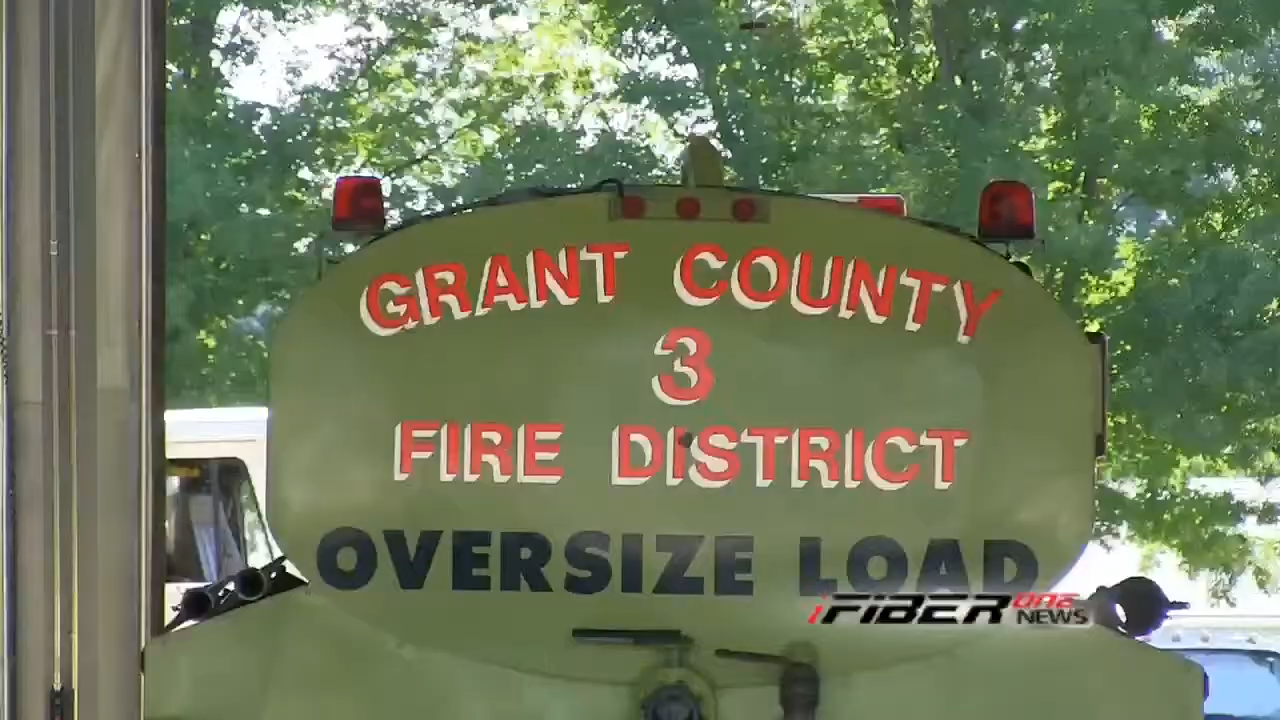 GRANT COUNTY
3
FIRE DISTRICT
OVERSIZE LOAD
iFIBER ONE
NEWS